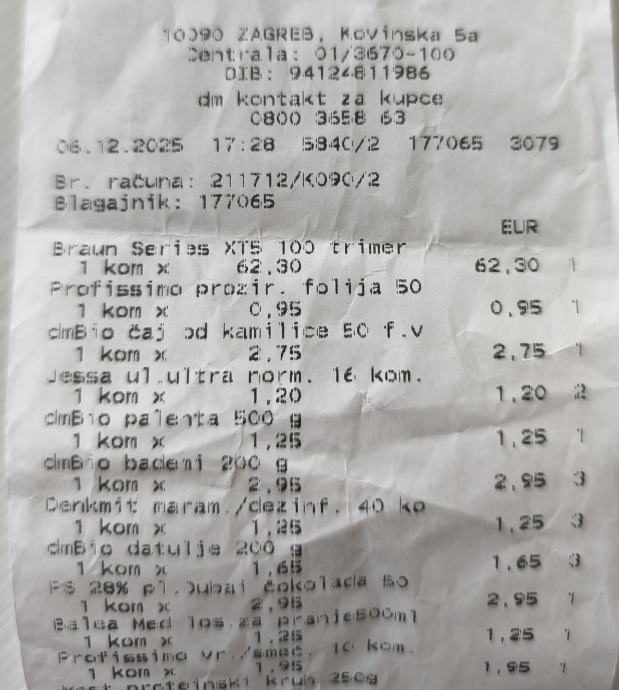 10090 ZAGREB, Kovinska 5a
Centrala: 01/3670-100
OIB: 94124811986
dm kontakt za kupce
0800 3658 63
06.12.2025 17:28 5840/2 177065 3079
Br. računa: 211712/K090/2
Blagajnik: 177065
EUR
Braun Series XT5 100 trimer
1 kom x 62,30 62,30 1
Profissimo prozir. folija 50
1 kom x 0,95 0,95 1
dmBio čaj od kamilice 50 f.v
1 kom x 2,75 2,75 1
Jessa ul.ultra norm. 16 kom.
1 kom x 1,20 1,20 2
dmBio palenta 500 g
1 kom x 1,25 1,25 1
dmBio bademi 200 g
1 kom x 2,95 2,95 3
Denkmit maram./dezinf. 40 ko
1 kom x 1,25 1,25 3
dmBio datulje 200 g
1 kom x 1,65 1,65 3
PS 28% pl.Dubai čokolada 50
1 kom x 2,95 2,95 1
Balea Med los.za pranje500ml
1 kom x 1,25 1,25 1
Profissimo vr./smeć. 10 kom.
1 kom x 1,95 1,95 1
proteinski kruh 250g